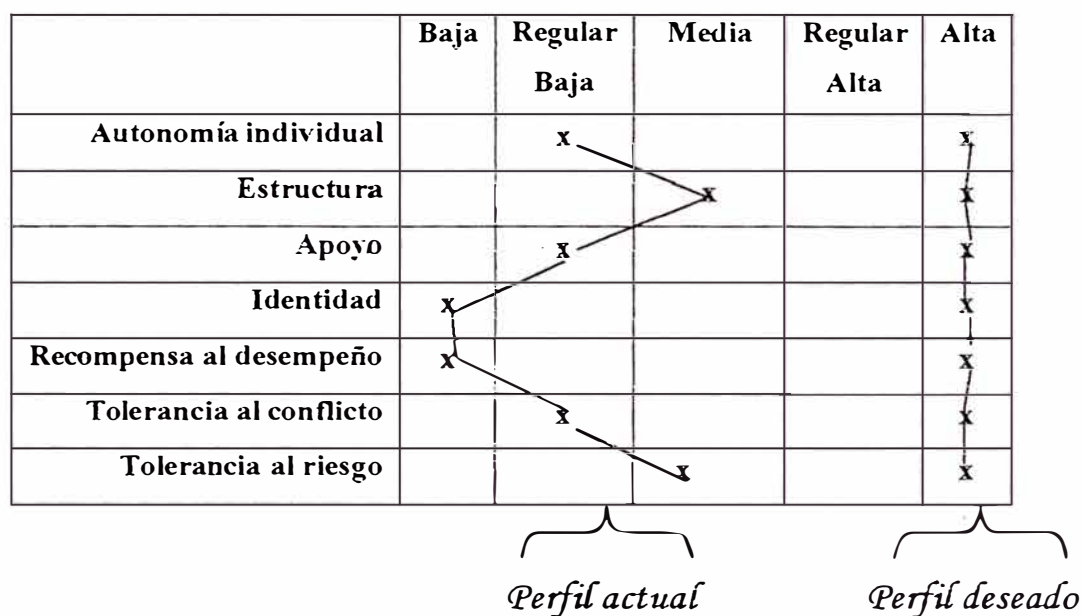 Baja Regular Media Regular Alta
Baja Alta
Autonomía individual x x
Estructura x x
Apoyo x x
Identidad x x
Recompensa al desempeño x x
Tolerancia al conflicto x x
Tolerancia al riesgo x x
Perfil actual Perfil deseado